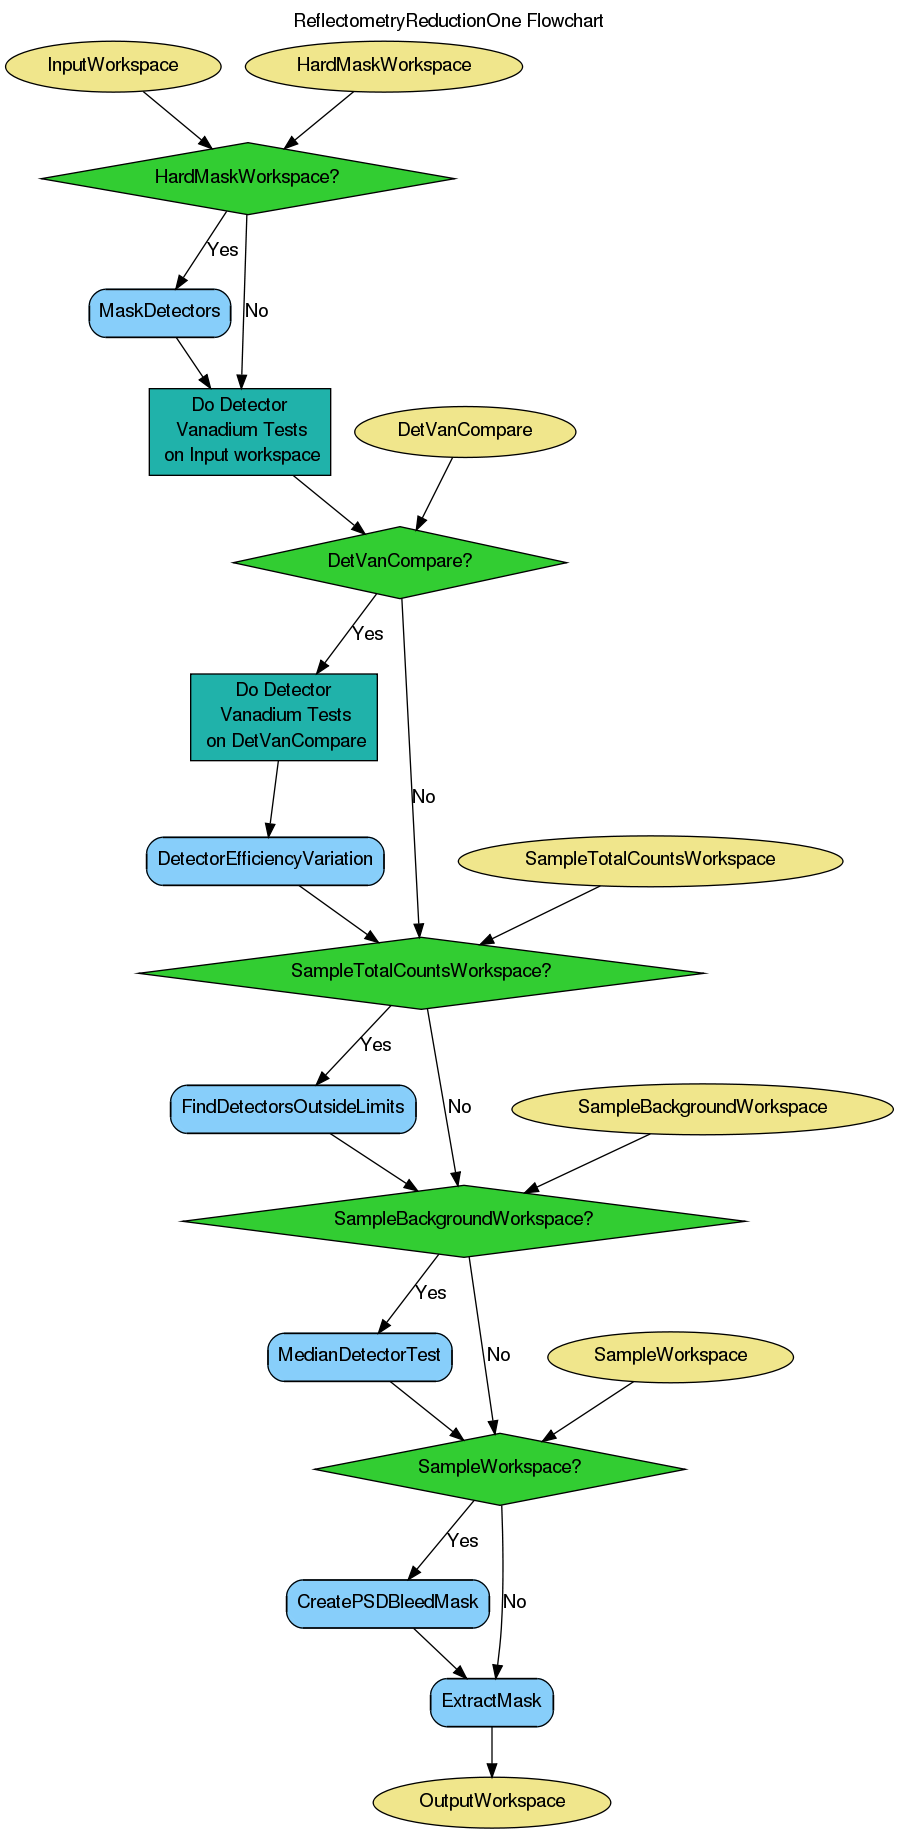 ReflectometryReductionOne Flowchart
InputWorkspace
HardMaskWorkspace
HardMaskWorkspace?
Yes
MaskDetectors
No
Do Detector
Vanadium Tests
on Input workspace
DetVanCompare
DetVanCompare?
Yes
Do Detector
Vanadium Tests
on DetVanCompare
No
DetectorEfficiencyVariation
SampleTotalCountsWorkspace
SampleTotalCountsWorkspace?
Yes
FindDetectorsOutsideLimits
No
SampleBackgroundWorkspace
SampleBackgroundWorkspace?
Yes
MedianDetectorTest
No
SampleWorkspace
SampleWorkspace?
Yes
CreatePSDBleedMask
No
ExtractMask
OutputWorkspace